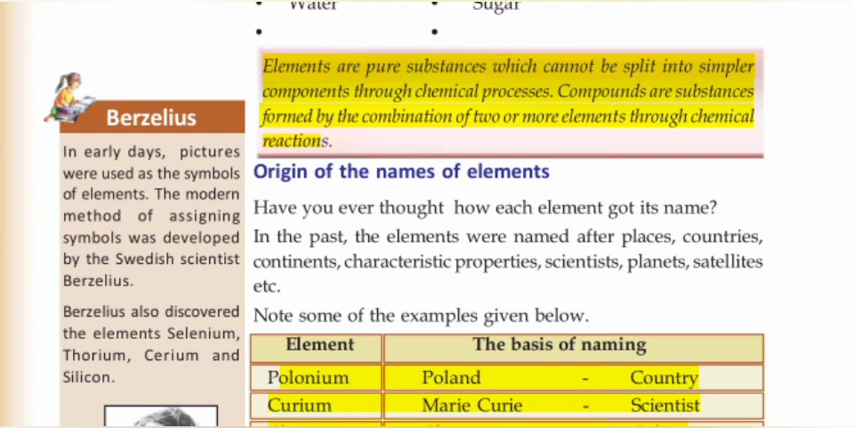 • Water • Sugar
• •
Elements are pure substances which cannot be split into simpler
components through chemical processes. Compounds are substances
formed by the combination of two or more elements through chemical
reactions.
Berzelius
In early days, pictures
were used as the symbols
of elements. The modern
method of assigning
symbols was developed
by the Swedish scientist
Berzelius.
Berzelius also discovered
the elements Selenium,
Thorium, Cerium and
Silicon.
Origin of the names of elements
Have you ever thought how each element got its name?
In the past, the elements were named after places, countries,
continents, characteristic properties, scientists, planets, satellites
etc.
Note some of the examples given below.
Element The basis of naming
Polonium Poland - Country
Curium Marie Curie - Scientist